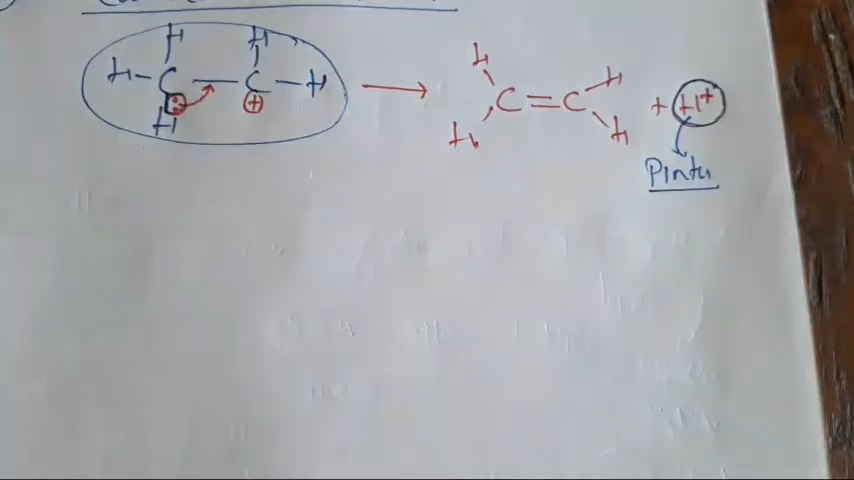 H H H
H - C — C - H → C = C + H+
: ⊕
H H H
Pintu